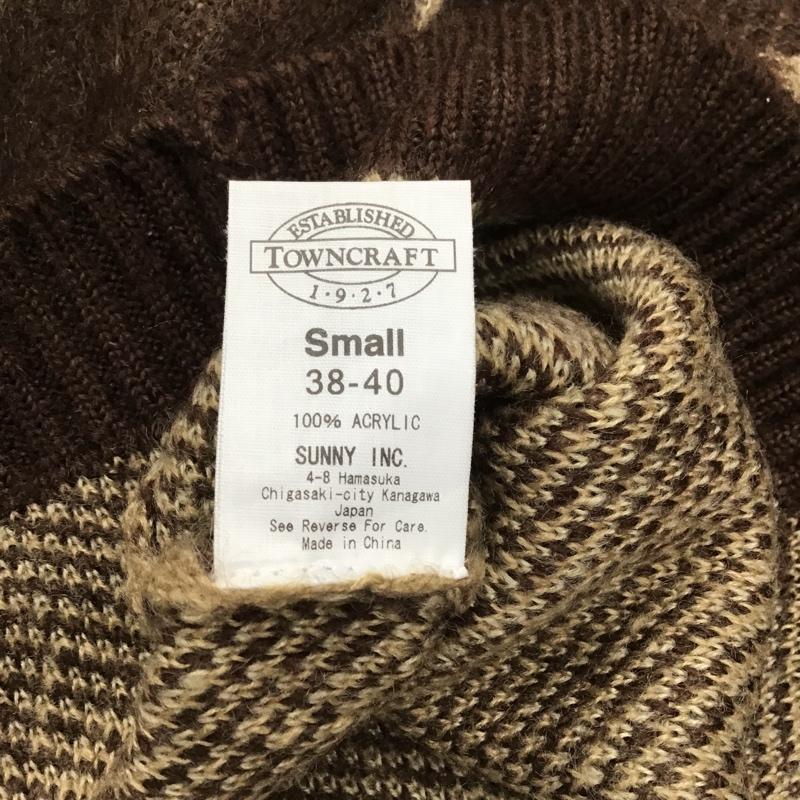 ESTABLISHED
TOWNCRAFT
1·9·2·7
Small
38-40
100% ACRYLIC
SUNNY INC.
4-8 Hamasuka
Chigasaki-city Kanagawa
Japan
See Reverse For Care.
Made in China